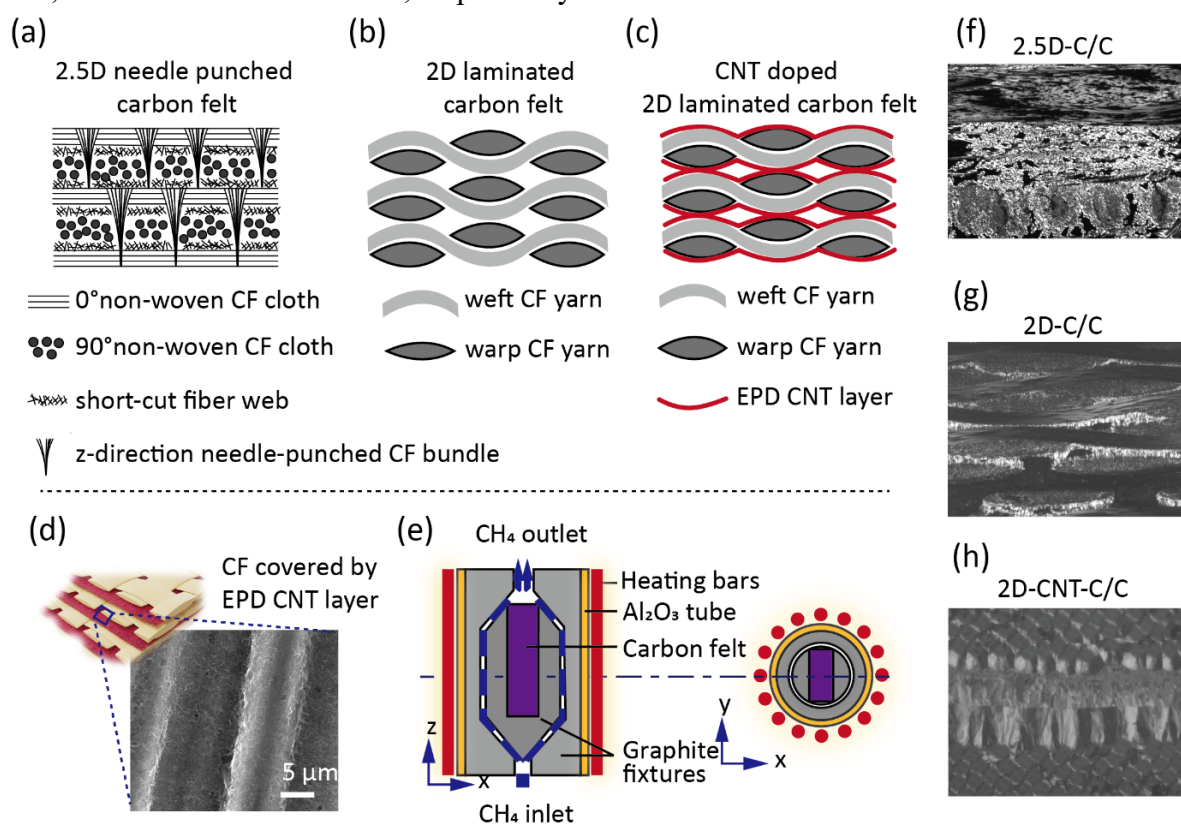 (a)
2.5D needle punched
carbon felt
0°non-woven CF cloth
90°non-woven CF cloth
short-cut fiber web
z-direction needle-punched CF bundle
(b)
2D laminated
carbon felt
weft CF yarn
warp CF yarn
(c)
CNT doped
2D laminated carbon felt
weft CF yarn
warp CF yarn
EPD CNT layer
(d)
CF covered by
EPD CNT layer
5 μm
(e)
CH₄ outlet
Heating bars
Al₂O₃ tube
Carbon felt
Graphite
fixtures
z
x
y
x
CH₄ inlet
(f)
2.5D-C/C
(g)
2D-C/C
(h)
2D-CNT-C/C